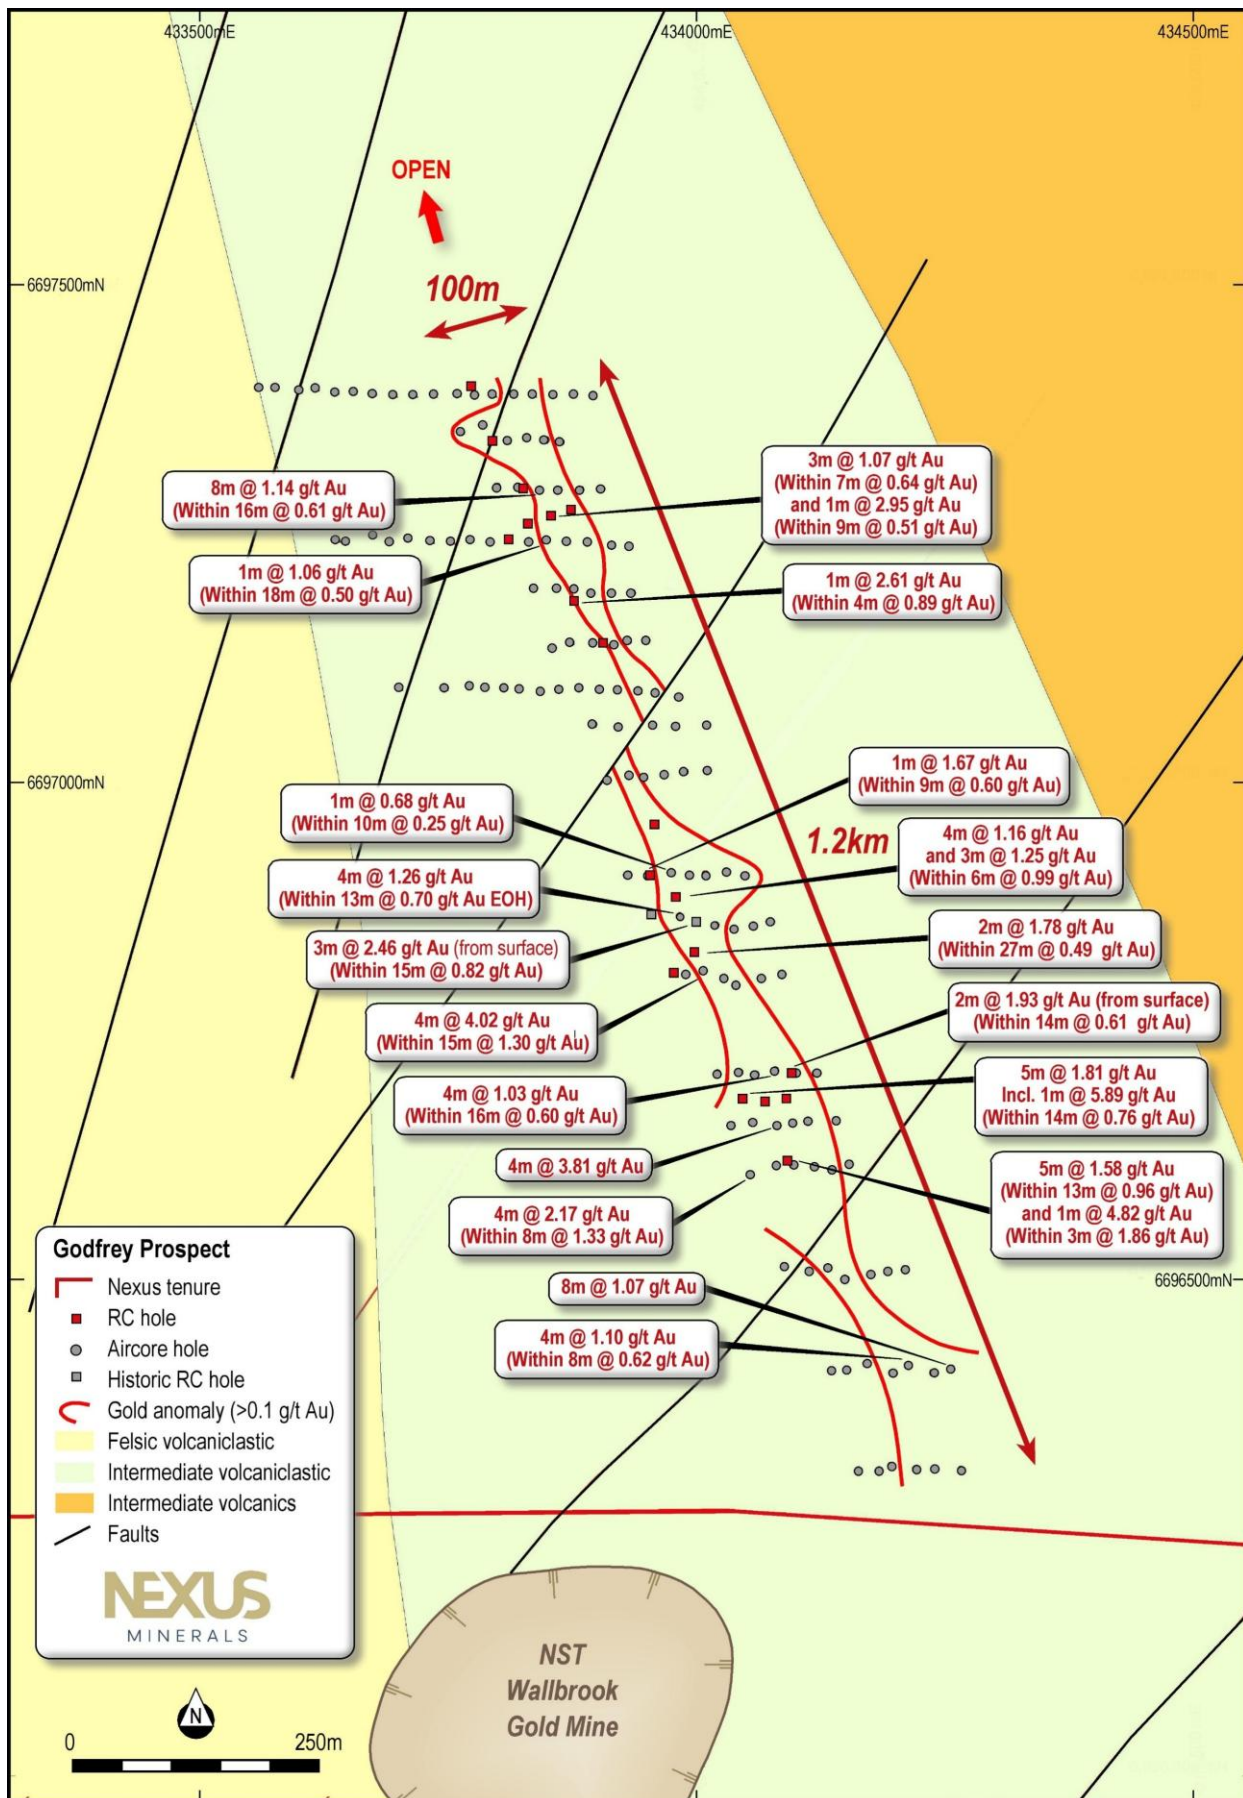 433500mE
434000mE
434500mE
OPEN
6697500mN
100m
3m @ 1.07 g/t Au
(Within 7m @ 0.64 g/t Au)
and 1m @ 2.95 g/t Au
(Within 9m @ 0.51 g/t Au)
8m @ 1.14 g/t Au
(Within 16m @ 0.61 g/t Au)
1m @ 1.06 g/t Au
(Within 18m @ 0.50 g/t Au)
1m @ 2.61 g/t Au
(Within 4m @ 0.89 g/t Au)
6697000mN
1m @ 1.67 g/t Au
(Within 9m @ 0.60 g/t Au)
1m @ 0.68 g/t Au
(Within 10m @ 0.25 g/t Au)
1.2km
4m @ 1.16 g/t Au
and 3m @ 1.25 g/t Au
(Within 6m @ 0.99 g/t Au)
4m @ 1.26 g/t Au
(Within 13m @ 0.70 g/t Au EOH)
2m @ 1.78 g/t Au
(Within 27m @ 0.49 g/t Au)
3m @ 2.46 g/t Au (from surface)
(Within 15m @ 0.82 g/t Au)
2m @ 1.93 g/t Au (from surface)
(Within 14m @ 0.61 g/t Au)
4m @ 4.02 g/t Au
(Within 15m @ 1.30 g/t Au)
5m @ 1.81 g/t Au
Incl. 1m @ 5.89 g/t Au
(Within 14m @ 0.76 g/t Au)
4m @ 1.03 g/t Au
(Within 16m @ 0.60 g/t Au)
4m @ 3.81 g/t Au
5m @ 1.58 g/t Au
(Within 13m @ 0.96 g/t Au)
and 1m @ 4.82 g/t Au
(Within 3m @ 1.86 g/t Au)
4m @ 2.17 g/t Au
(Within 8m @ 1.33 g/t Au)
6696500mN
8m @ 1.07 g/t Au
4m @ 1.10 g/t Au
(Within 8m @ 0.62 g/t Au)
Godfrey Prospect
Nexus tenure
RC hole
Aircore hole
Historic RC hole
Gold anomaly (>0.1 g/t Au)
Felsic volcaniclastic
Intermediate volcaniclastic
Intermediate volcanics
Faults
NEXUS
MINERALS
NST
Wallbrook
Gold Mine
N
0
250m